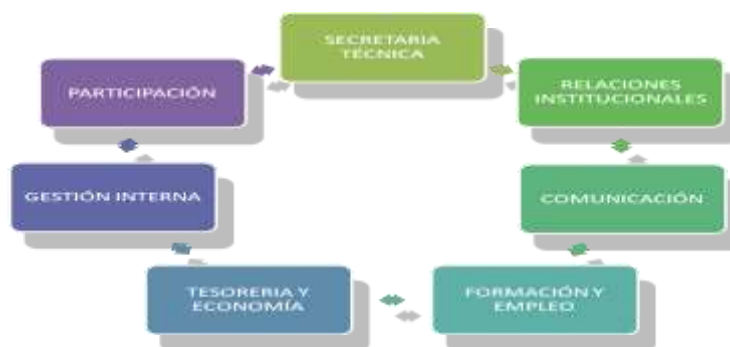 SECRETARIA
TÉCNICA
RELACIONES
INSTITUCIONALES
COMUNICACIÓN
FORMACIÓN Y
EMPLEO
TESORERIA Y
ECONOMÍA
GESTIÓN INTERNA
PARTICIPACIÓN